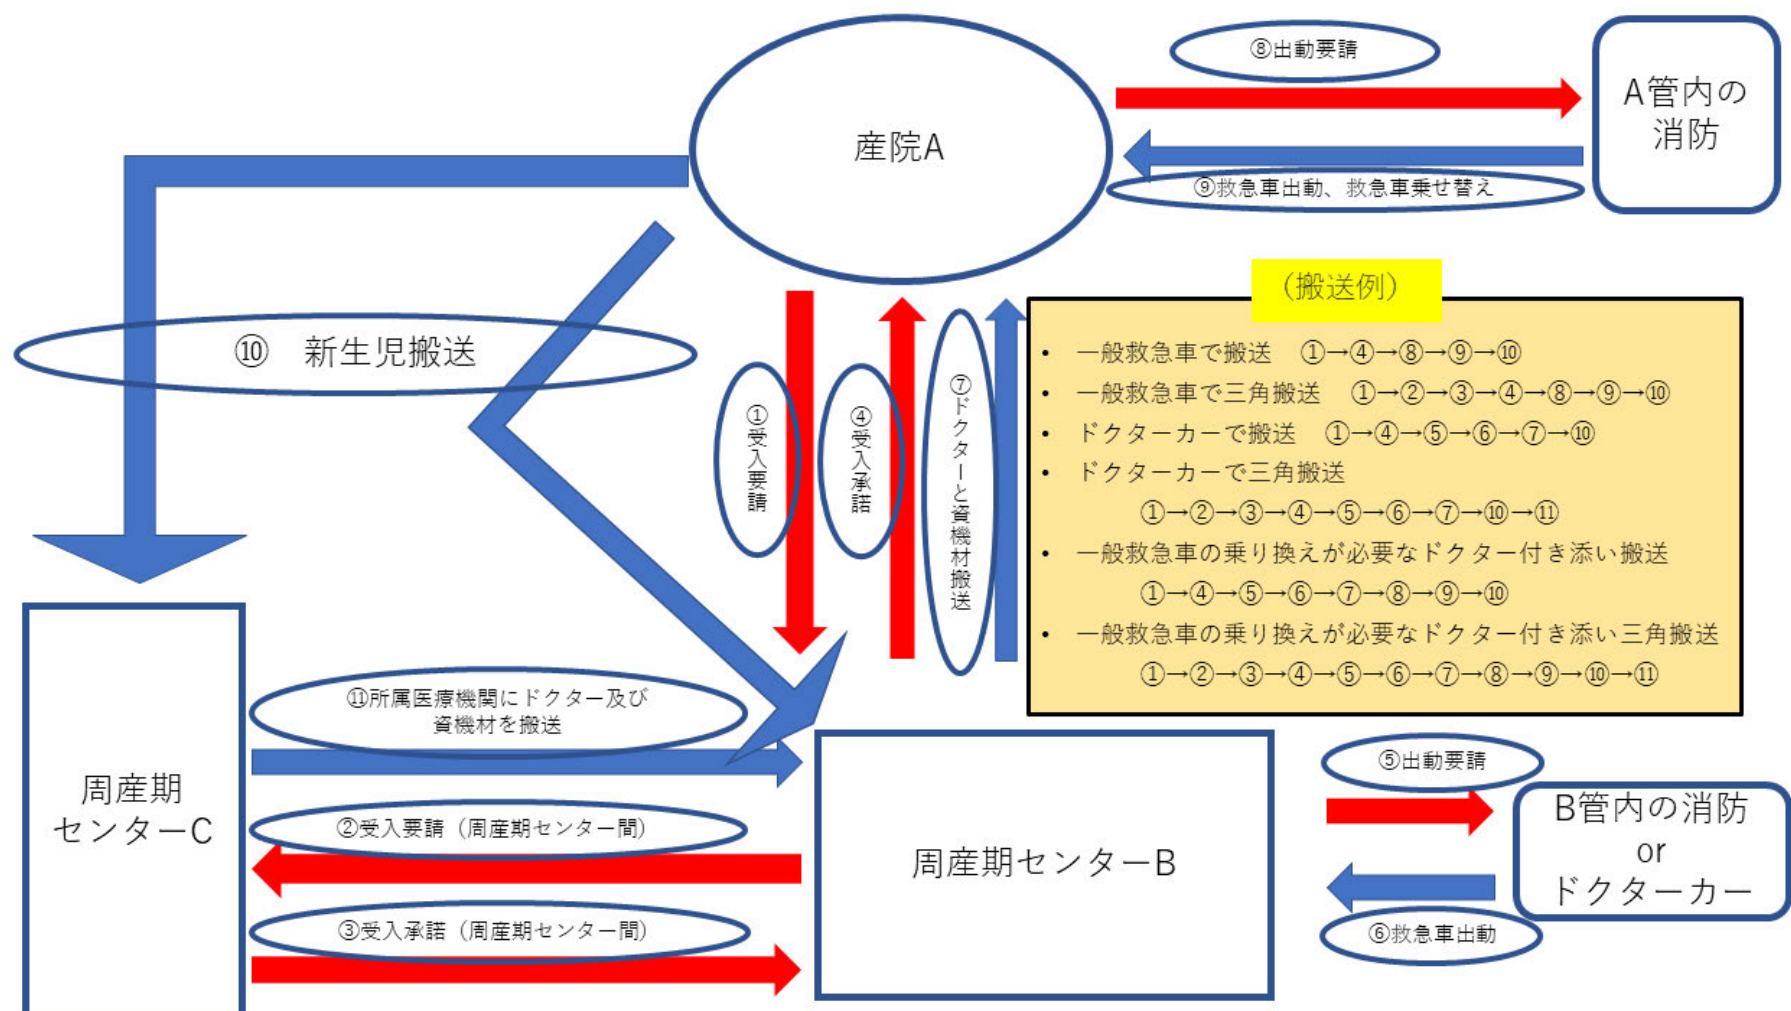 ⑧出動要請
A管内の
消防
産院A
⑨救急車出動、救急車乗せ替え
⑩ 新生児搬送
①受入要請
④受入承諾
⑦ドクターと資機材搬送
（搬送例）
• 一般救急車で搬送 ①→④→⑧→⑨→⑩
• 一般救急車で三角搬送 ①→②→③→④→⑧→⑨→⑩
• ドクターカーで搬送 ①→④→⑤→⑥→⑦→⑩
• ドクターカーで三角搬送
①→②→③→④→⑤→⑥→⑦→⑩→⑪
• 一般救急車の乗り換えが必要なドクター付き添い搬送
①→④→⑤→⑥→⑦→⑧→⑨→⑩
• 一般救急車の乗り換えが必要なドクター付き添い三角搬送
①→②→③→④→⑤→⑥→⑦→⑧→⑨→⑩→⑪
⑪所属医療機関にドクター及び
資機材を搬送
周産期
センターC
②受入要請（周産期センター間）
③受入承諾（周産期センター間）
周産期センターB
⑤出動要請
B管内の消防
or
ドクターカー
⑥救急車出動